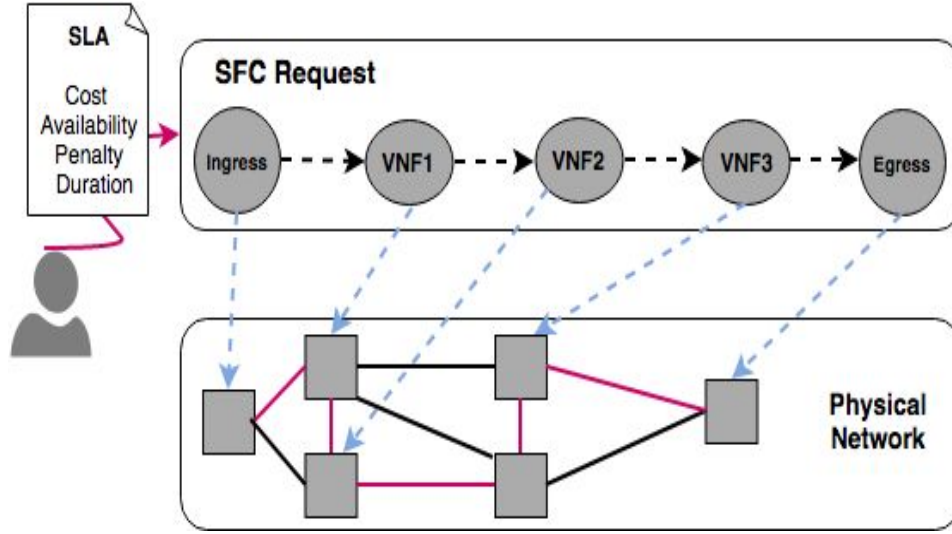 SLA
Cost
Availability
Penalty
Duration
SFC Request
Ingress
VNF1
VNF2
VNF3
Egress
Physical
Network